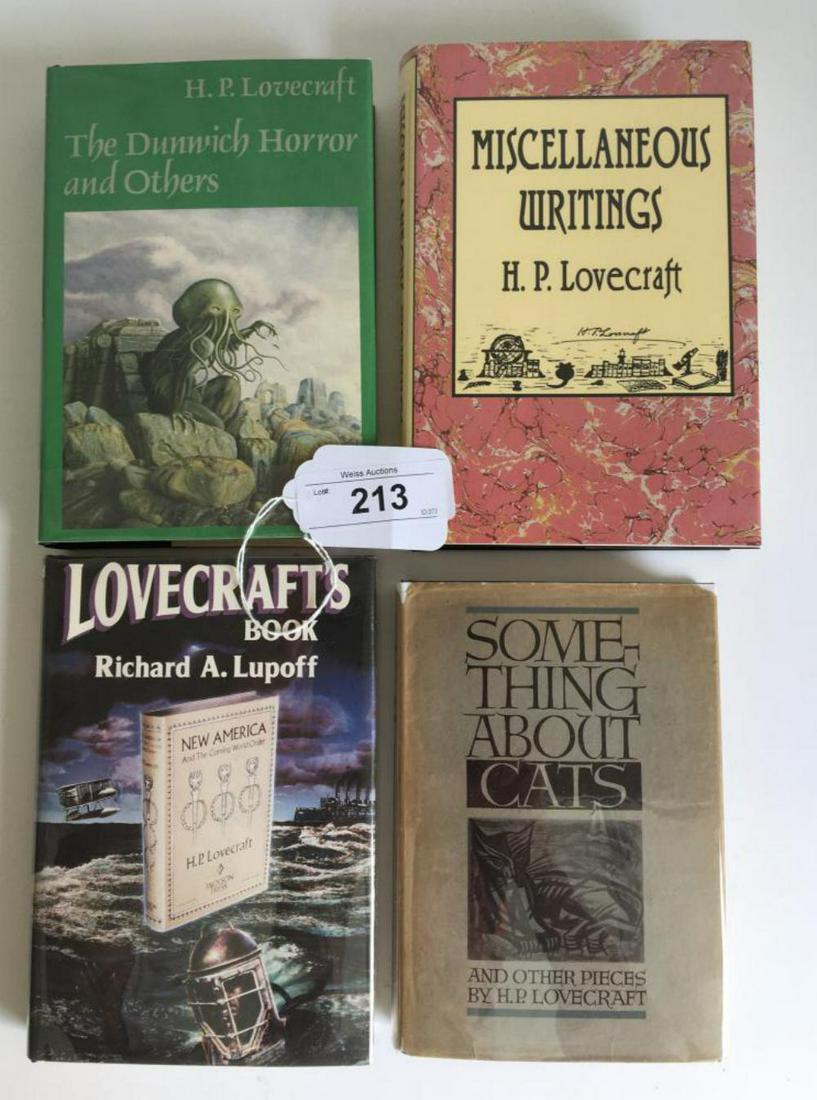 H. P. Lovecraft
The Dunwich Horror
and Others
MISCELLANEOUS
WRITINGS
H. P. Lovecraft
H. P. Lovecraft
Weiss Auctions
Lot#:
213
LOVECRAFT'S
BOOK
Richard A. Lupoff
NEW AMERICA
And The Coming World Order
H.P. Lovecraft
SOME-
THING
ABOUT
CATS
AND OTHER PIECES
BY H.P. LOVECRAFT